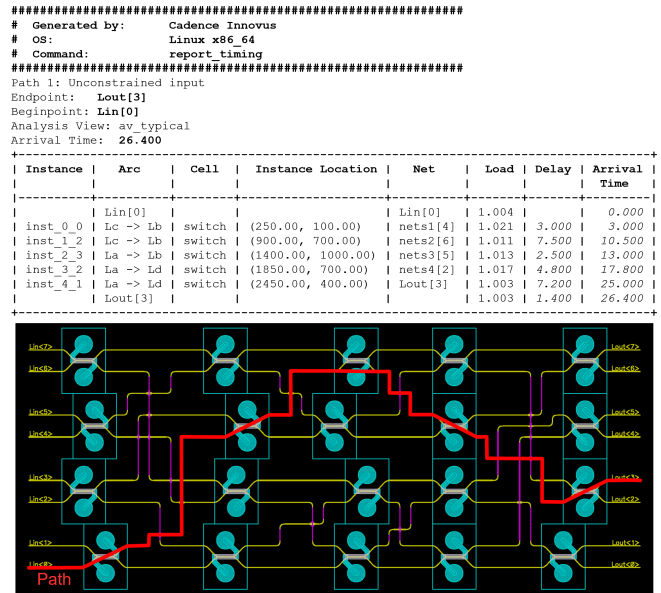 ###############################################################
# Generated by: Cadence Innovus
# OS: Linux x86_64
# Command: report_timing
###############################################################
Path 1: Unconstrained input
Endpoint: Lout[3]
Beginpoint: Lin[0]
Analysis View: av_typical
Arrival Time: 26.400
| Instance | Arc | Cell | Instance Location | Net | Load | Delay | Arrival |
| Time |
| | Lin[0] | | | Lin[0] | 1.004 | | 0.000 |
| inst_0_0 | Lc -> Lb | switch | (250.00, 100.00) | nets1[4] | 1.021 | 3.000 | 3.000 |
| inst_1_2 | Lc -> Lb | switch | (900.00, 700.00) | nets2[6] | 1.011 | 7.500 | 10.500 |
| inst_2_3 | La -> Lb | switch | (1400.00, 1000.00) | nets3[5] | 1.013 | 2.500 | 13.000 |
| inst_3_2 | La -> Ld | switch | (1850.00, 700.00) | nets4[2] | 1.017 | 4.800 | 17.800 |
| inst_4_1 | La -> Ld | switch | (2450.00, 400.00) | Lout[3] | 1.003 | 7.200 | 25.000 |
| | Lout[3] | | | | 1.003 | 1.400 | 26.400 |
Lin<7> Lout<7>
Lin<6> Lout<6>
Lin<5> Lout<5>
Lin<4> Lout<4>
Lin<3> Lout<3>
Lin<2> Lout<2>
Lin<1> Lout<1>
Lin<0> Lout<0>
Path